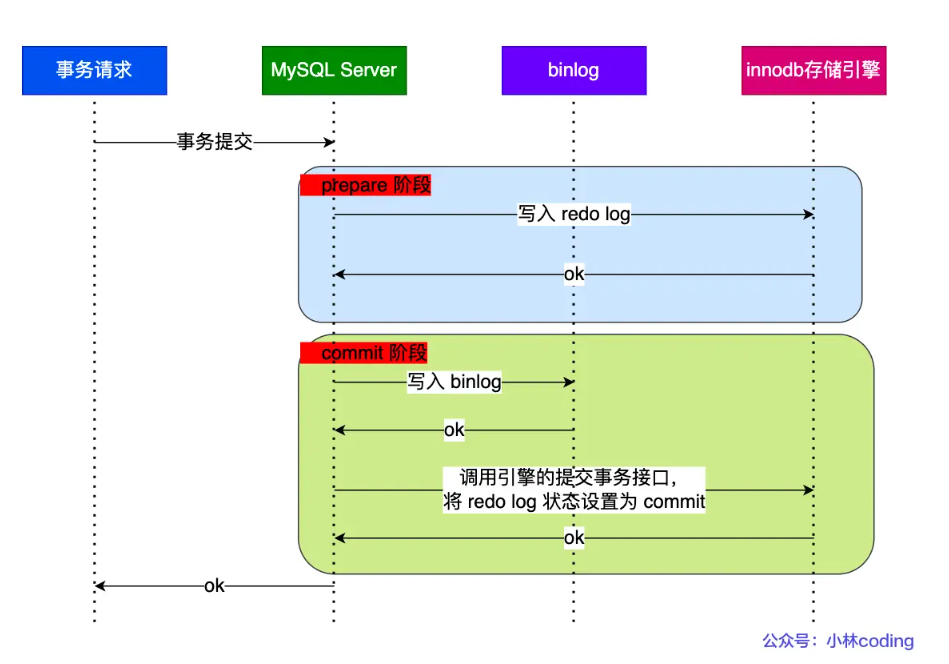 事务请求
MySQL Server
binlog
innodb存储引擎
事务提交
prepare 阶段
写入 redo log
ok
commit 阶段
写入 binlog
ok
调用引擎的提交事务接口，
将 redo log 状态设置为 commit
ok
ok
公众号：小林coding